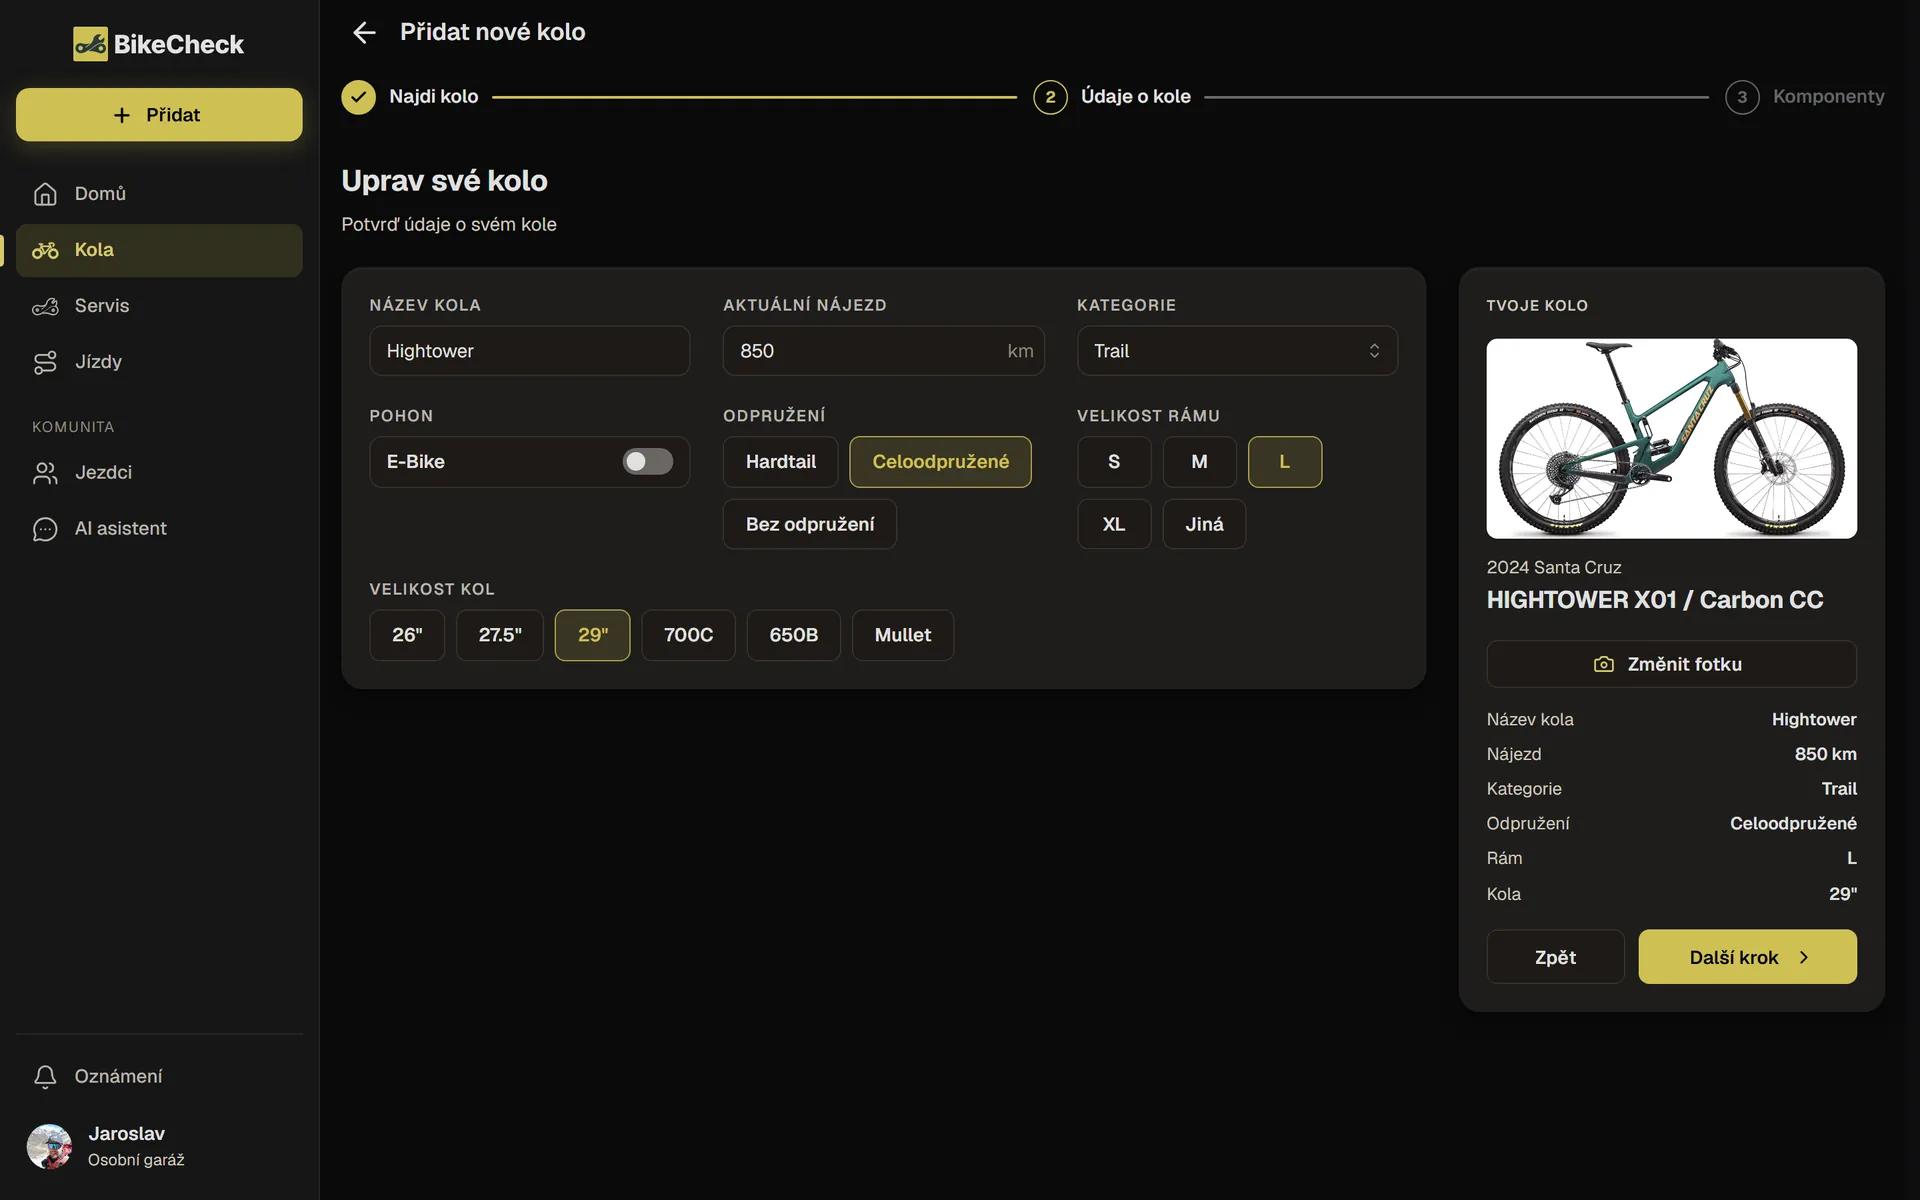 BikeCheck
Přidat
Domů
Kola
Servis
Jízdy
KOMUNITA
Jezdci
AI asistent
Oznámení
Jaroslav
Osobní garáž
Přidat nové kolo
Najdi kolo
2 Údaje o kole
3 Komponenty
Uprav své kolo
Potvrď údaje o svém kole
NÁZEV KOLA
Hightower
AKTUÁLNÍ NÁJEZD
850 km
KATEGORIE
Trail
POHON
E-Bike
ODPRUŽENÍ
Hardtail Celoodpružené
Bez odpružení
VELIKOST RÁMU
S M L
XL Jiná
VELIKOST KOL
26" 27.5" 29" 700C 650B Mullet
TVOJE KOLO
SANTA CRUZ
2024 Santa Cruz
HIGHTOWER X01 / Carbon CC
Změnit fotku
Název kola Hightower
Nájezd 850 km
Kategorie Trail
Odpružení Celoodpružené
Rám L
Kola 29"
Zpět Další krok